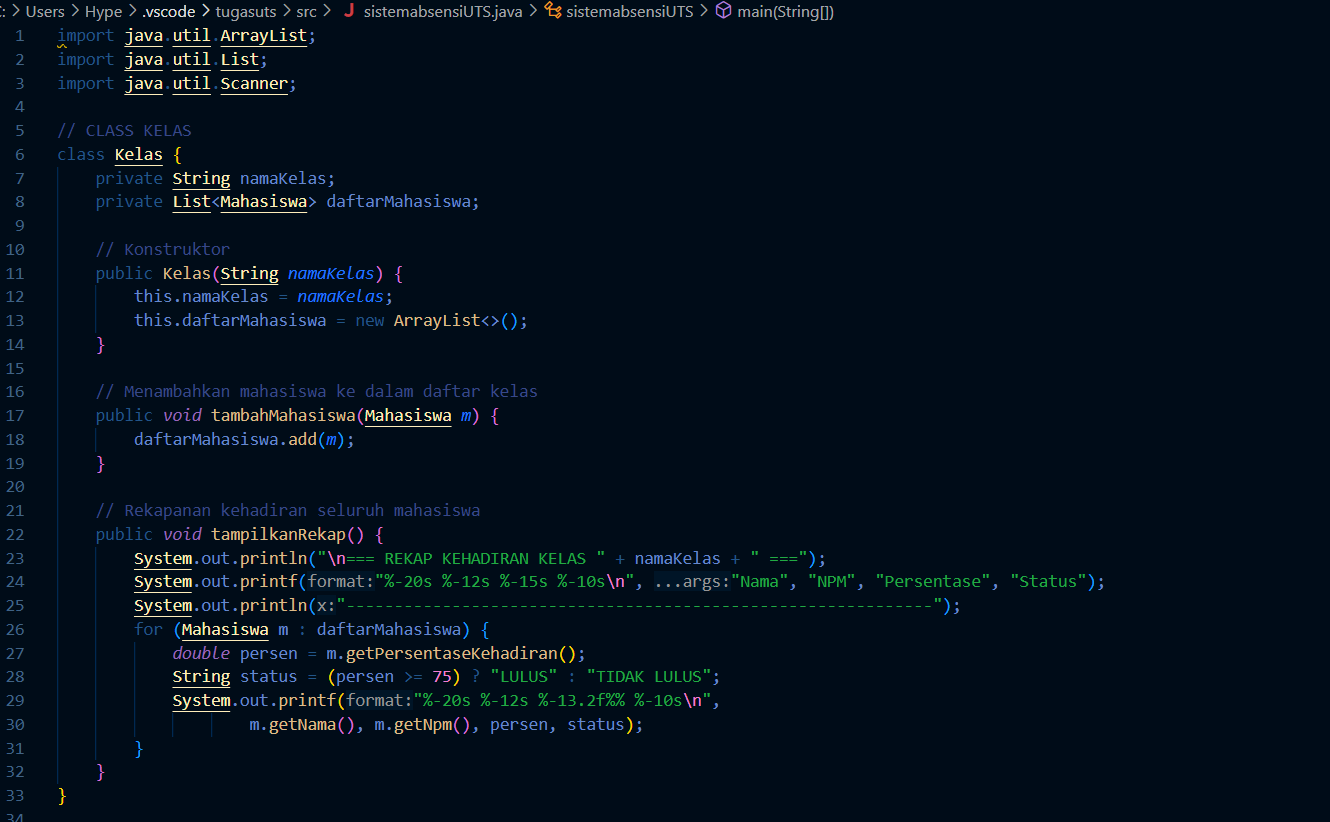 : > Users > Hype > .vscode > tugasuts > src > J sistemabsensiUTS.java > sistemabsensiUTS > main(String[])
1 import java.util.ArrayList;
2 import java.util.List;
3 import java.util.Scanner;
4
5 // CLASS KELAS
6 class Kelas {
7     private String namaKelas;
8     private List<Mahasiswa> daftarMahasiswa;
9
10     // Konstruktor
11     public Kelas(String namaKelas) {
12         this.namaKelas = namaKelas;
13         this.daftarMahasiswa = new ArrayList<>();
14     }
15
16     // Menambahkan mahasiswa ke dalam daftar kelas
17     public void tambahMahasiswa(Mahasiswa m) {
18         daftarMahasiswa.add(m);
19     }
20
21     // Rekapanan kehadiran seluruh mahasiswa
22     public void tampilkanRekap() {
23         System.out.println("\n=== REKAP KEHADIRAN KELAS " + namaKelas + " ===");
24         System.out.printf(format:"%-20s %-12s %-15s %-10s\n", ...args:"Nama", "NPM", "Persentase", "Status");
25         System.out.println(x:"-------------------------------------------------------------");
26         for (Mahasiswa m : daftarMahasiswa) {
27             double persen = m.getPersentaseKehadiran();
28             String status = (persen >= 75) ? "LULUS" : "TIDAK LULUS";
29             System.out.printf(format:"%-20s %-12s %-13.2f%% %-10s\n",
30                     m.getNama(), m.getNpm(), persen, status);
31         }
32     }
33 }
34